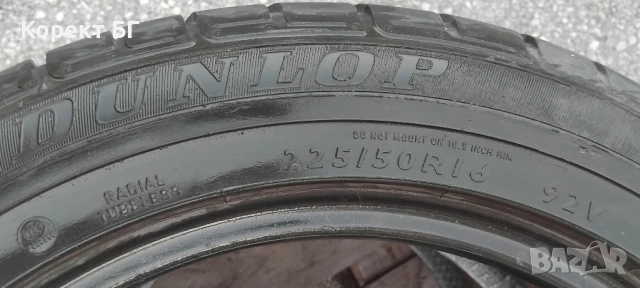 Корект БГ
DUNLOP
DO NOT MOUNT ON 16.5 INCH RIM
225/50R16 92V
RADIAL
TUBELESS
BAZAR